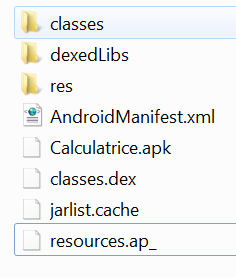 classes
dexedLibs
res
AndroidManifest.xml
Calculatrice.apk
classes.dex
jarlist.cache
resources.ap_